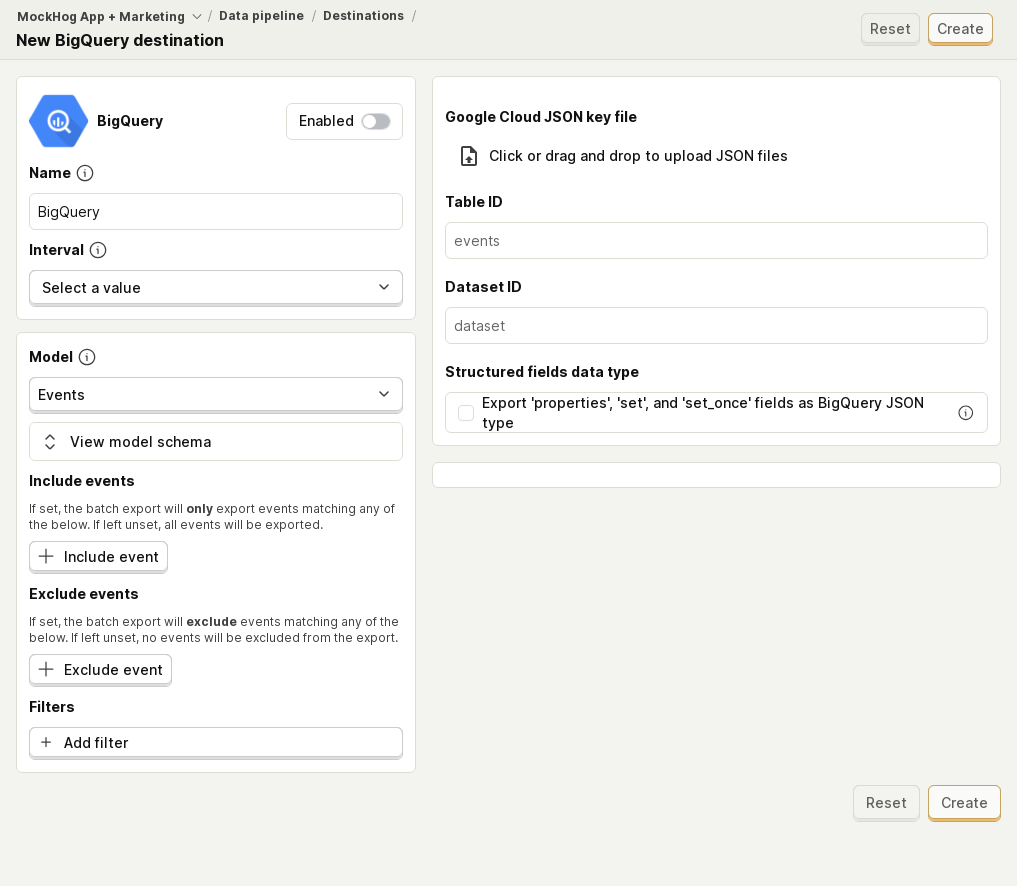 MockHog App + Marketing / Data pipeline / Destinations /
New BigQuery destination
Reset
Create
BigQuery
Enabled
Name
BigQuery
Interval
Select a value
Model
Events
View model schema
Include events
If set, the batch export will only export events matching any of
the below. If left unset, all events will be exported.
Include event
Exclude events
If set, the batch export will exclude events matching any of the
below. If left unset, no events will be excluded from the export.
Exclude event
Filters
Add filter
Google Cloud JSON key file
Click or drag and drop to upload JSON files
Table ID
events
Dataset ID
dataset
Structured fields data type
Export 'properties', 'set', and 'set_once' fields as BigQuery JSON
type
Reset
Create